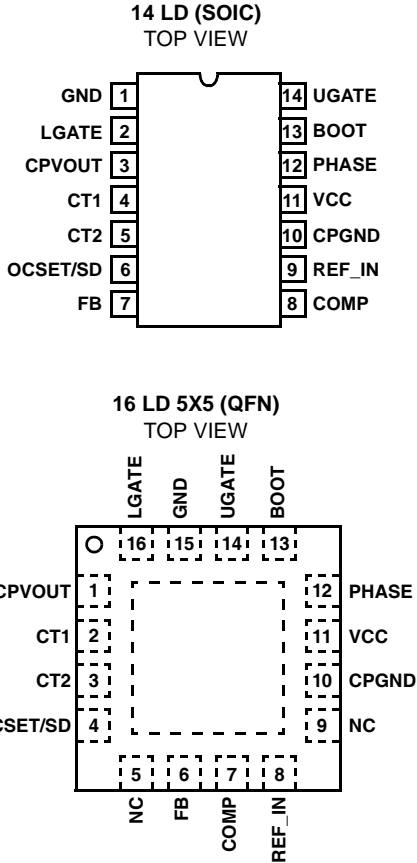 14 LD (SOIC)
TOP VIEW
GND 1 14 UGATE
LGATE 2 13 BOOT
CPVOUT 3 12 PHASE
CT1 4 11 VCC
CT2 5 10 CPGND
OCSET/SD 6 9 REF_IN
FB 7 8 COMP
16 LD 5X5 (QFN)
TOP VIEW
LGATE GND UGATE BOOT
16 15 14 13
CPVOUT 1 12 PHASE
CT1 2 11 VCC
CT2 3 10 CPGND
CSET/SD 4 9 NC
5 6 7 8
NC FB COMP REF_IN